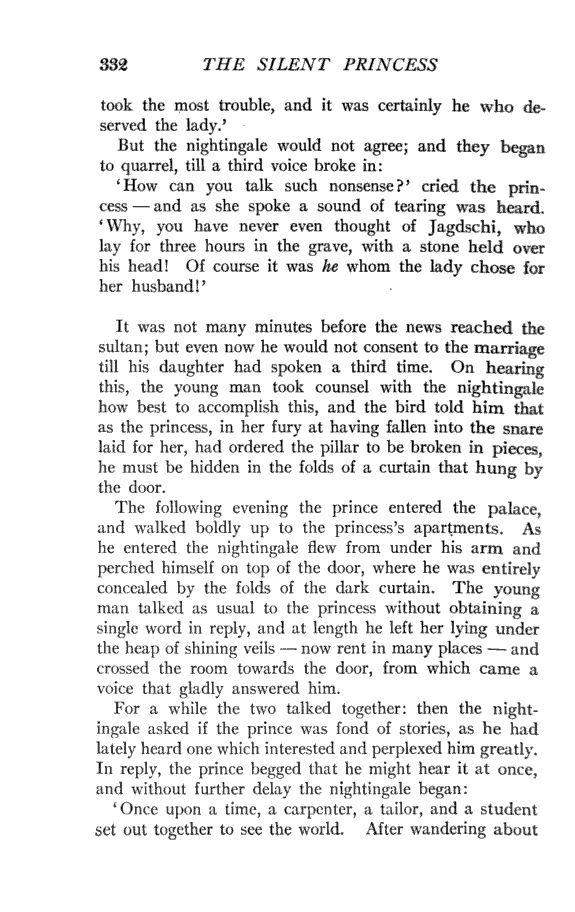 332 THE SILENT PRINCESS
took the most trouble, and it was certainly he who de-
served the lady.'
But the nightingale would not agree; and they began
to quarrel, till a third voice broke in:
'How can you talk such nonsense?' cried the prin-
cess — and as she spoke a sound of tearing was heard.
'Why, you have never even thought of Jagdschi, who
lay for three hours in the grave, with a stone held over
his head! Of course it was he whom the lady chose for
her husband!'
It was not many minutes before the news reached the
sultan; but even now he would not consent to the marriage
till his daughter had spoken a third time. On hearing
this, the young man took counsel with the nightingale
how best to accomplish this, and the bird told him that
as the princess, in her fury at having fallen into the snare
laid for her, had ordered the pillar to be broken in pieces,
he must be hidden in the folds of a curtain that hung by
the door.
The following evening the prince entered the palace,
and walked boldly up to the princess's apartments. As
he entered the nightingale flew from under his arm and
perched himself on top of the door, where he was entirely
concealed by the folds of the dark curtain. The young
man talked as usual to the princess without obtaining a
single word in reply, and at length he left her lying under
the heap of shining veils — now rent in many places — and
crossed the room towards the door, from which came a
voice that gladly answered him.
For a while the two talked together: then the night-
ingale asked if the prince was fond of stories, as he had
lately heard one which interested and perplexed him greatly.
In reply, the prince begged that he might hear it at once,
and without further delay the nightingale began:
'Once upon a time, a carpenter, a tailor, and a student
set out together to see the world. After wandering about